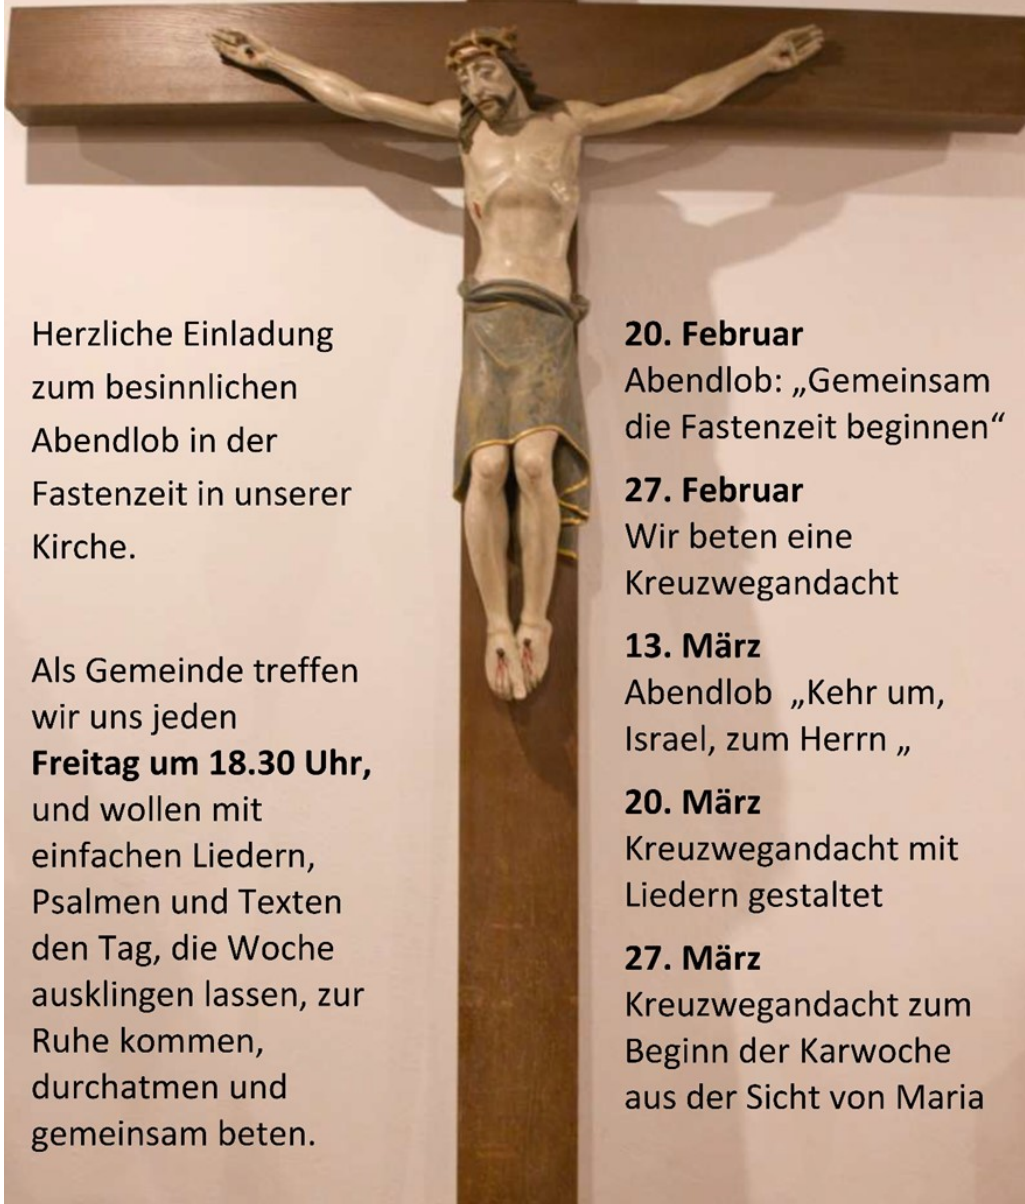 Herzliche Einladung
zum besinnlichen
Abendlob in der
Fastenzeit in unserer
Kirche.
Als Gemeinde treffen
wir uns jeden
Freitag um 18.30 Uhr,
und wollen mit
einfachen Liedern,
Psalmen und Texten
den Tag, die Woche
ausklingen lassen, zur
Ruhe kommen,
durchatmen und
gemeinsam beten.
20. Februar
Abendlob: „Gemeinsam
die Fastenzeit beginnen“
27. Februar
Wir beten eine
Kreuzwegandacht
13. März
Abendlob „Kehr um,
Israel, zum Herrn „
20. März
Kreuzwegandacht mit
Liedern gestaltet
27. März
Kreuzwegandacht zum
Beginn der Karwoche
aus der Sicht von Maria